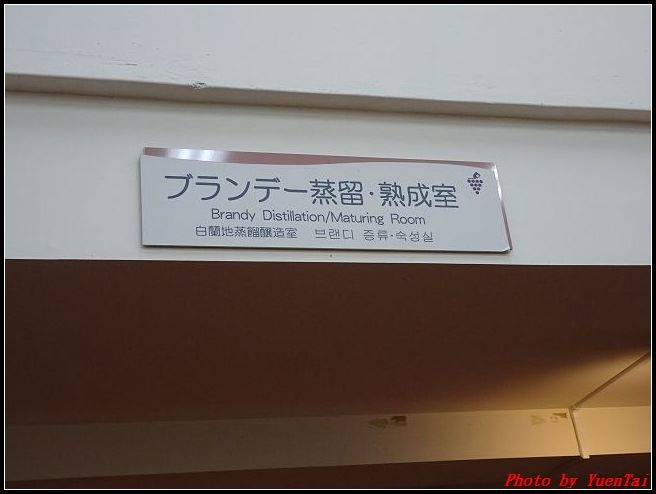 ブランデー蒸留・熟成室
Brandy Distillation/Maturing Room
白蘭地蒸餾釀造室 브랜디 증류·숙성실
Photo by YuenTai